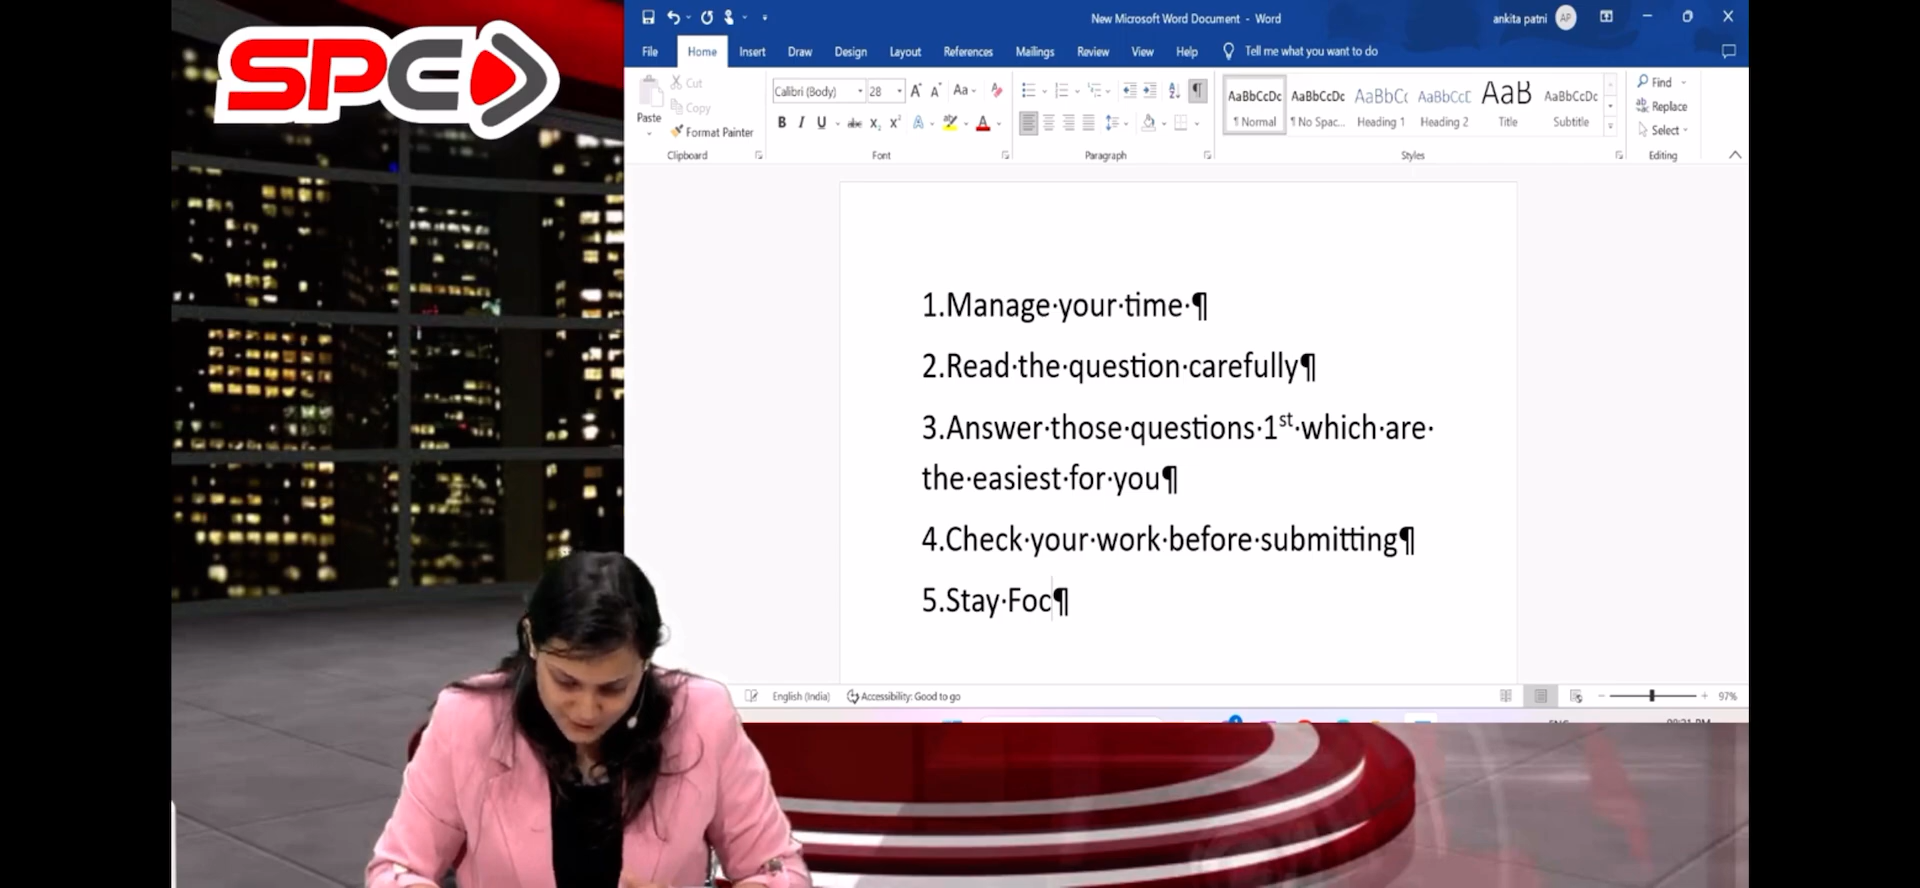 SPE
New Microsoft Word Document - Word
ankita patni AP
File Home Insert Draw Design Layout References Mailings Review View Help Tell me what you want to do
Paste
Cut
Copy
Format Painter
Clipboard
Calibri (Body) 28
Font
Paragraph
AaBbCcDc AaBbCcDc AaBbCc AaBbCcD AaB AaBbCcDc
¶ Normal ¶ No Spac... Heading 1 Heading 2 Title Subtitle
Styles
Find
Replace
Select
Editing
1.Manage·your·time·¶
2.Read·the·question·carefully¶
3.Answer·those·questions·1st·which·are·
the·easiest·for·you¶
4.Check·your·work·before·submitting¶
5.Stay·Foc¶
English (India) Accessibility: Good to go 97%